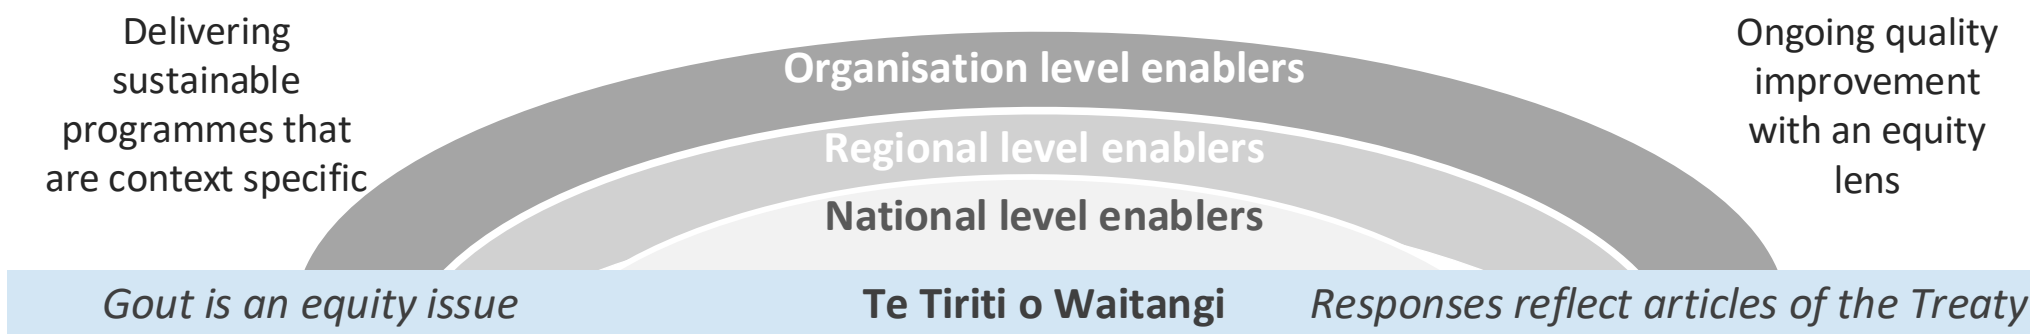 Delivering
sustainable
programmes that
are context specific
Organisation level enablers
Regional level enablers
National level enablers
Ongoing quality
improvement
with an equity
lens
Gout is an equity issue
Te Tiriti o Waitangi
Responses reflect articles of the Treaty